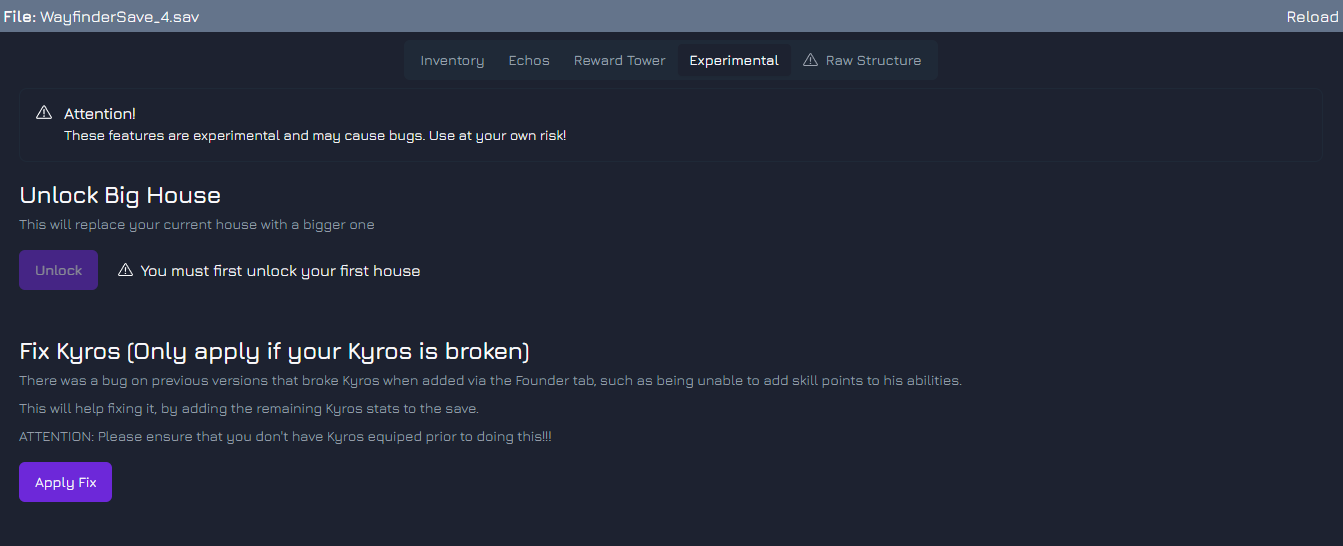 File: WayfinderSave_4.sav Reload
Inventory Echos Reward Tower Experimental Raw Structure
Attention!
These features are experimental and may cause bugs. Use at your own risk!
Unlock Big House
This will replace your current house with a bigger one
Unlock You must first unlock your first house
Fix Kyros (Only apply if your Kyros is broken)
There was a bug on previous versions that broke Kyros when added via the Founder tab, such as being unable to add skill points to his abilities.
This will help fixing it, by adding the remaining Kyros stats to the save.
ATTENTION: Please ensure that you don't have Kyros equiped prior to doing this!!!
Apply Fix